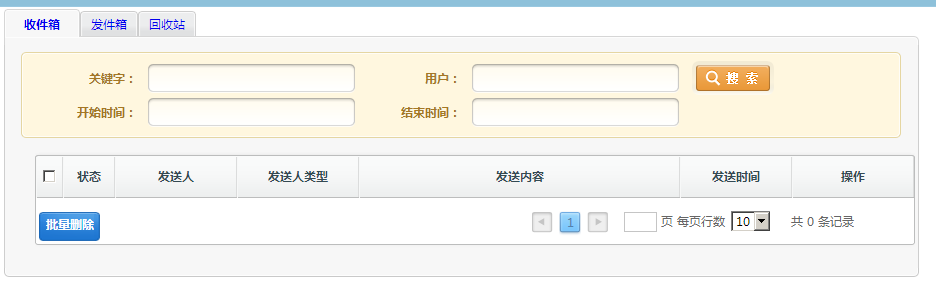 收件箱 发件箱 回收站
关键字： 用户： 搜 索
开始时间： 结束时间：
状态 发送人 发送人类型 发送内容 发送时间 操作
批量删除 1 页 每页行数 10 共 0 条记录